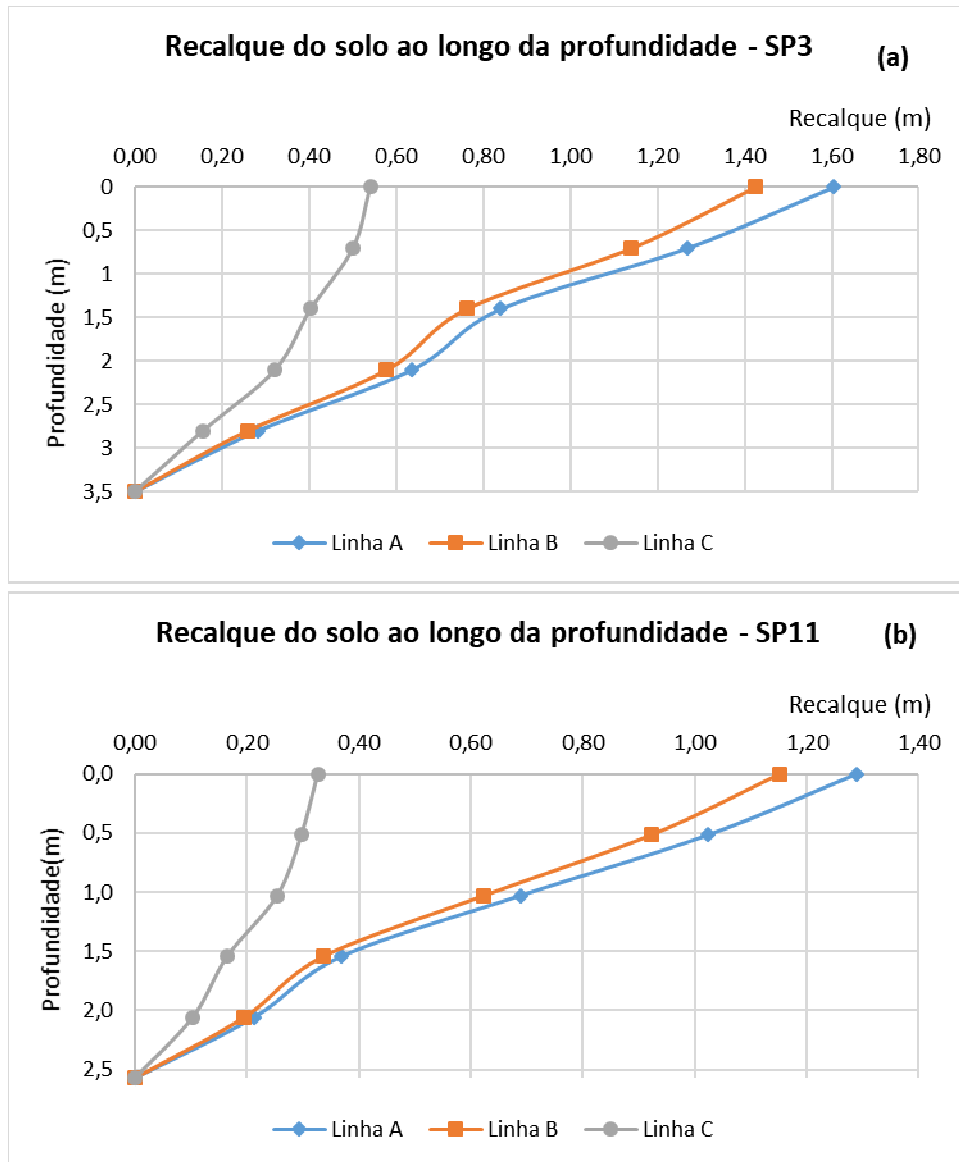 Recalque do solo ao longo da profundidade - SP3 (a)
Recalque (m)
0,00 0,20 0,40 0,60 0,80 1,00 1,20 1,40 1,60 1,80
0
0,5
1
1,5
2
2,5
3
3,5
Profundidade (m)
Linha A Linha B Linha C
Recalque do solo ao longo da profundidade - SP11 (b)
Recalque (m)
0,00 0,20 0,40 0,60 0,80 1,00 1,20 1,40
0,0
0,5
1,0
1,5
2,0
2,5
Profundidade(m)
Linha A Linha B Linha C